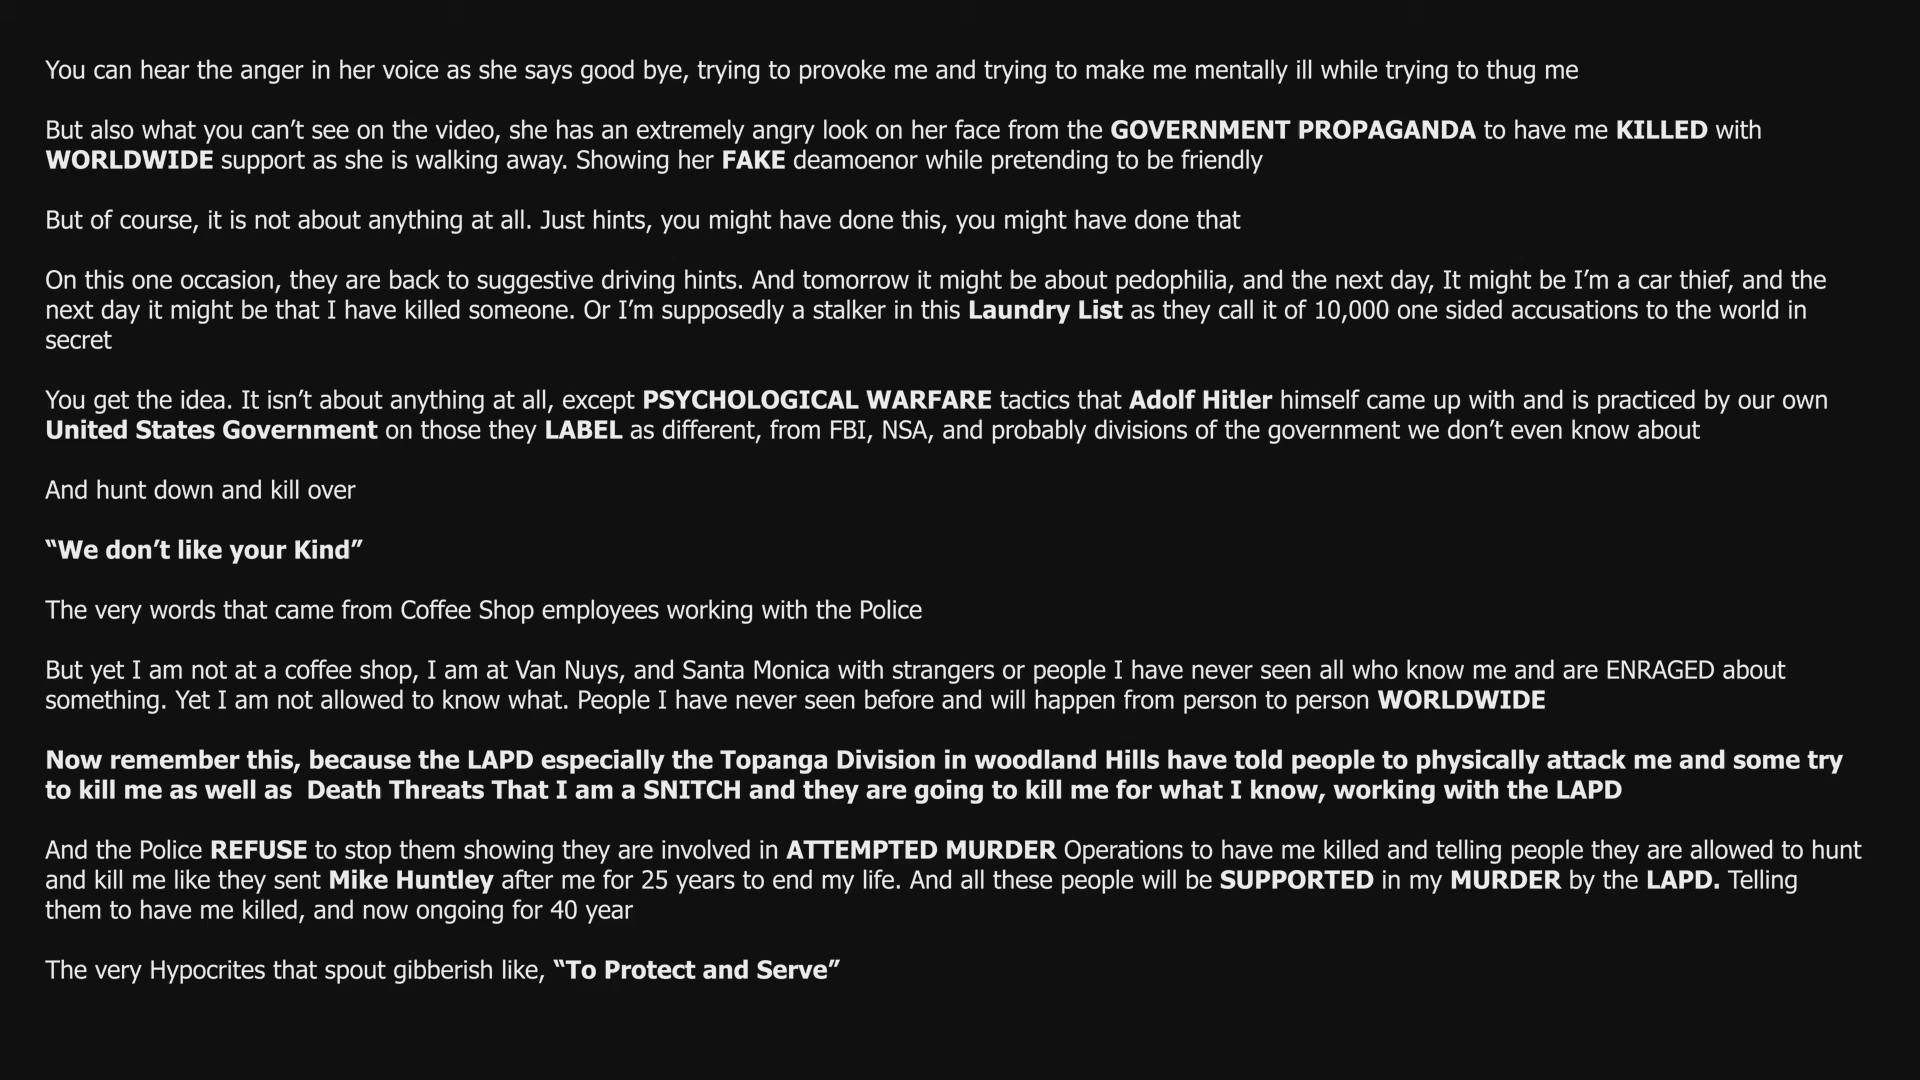 You can hear the anger in her voice as she says good bye, trying to provoke me and trying to make me mentally ill while trying to thug me
But also what you can’t see on the video, she has an extremely angry look on her face from the GOVERNMENT PROPAGANDA to have me KILLED with
WORLDWIDE support as she is walking away. Showing her FAKE deamoenor while pretending to be friendly
But of course, it is not about anything at all. Just hints, you might have done this, you might have done that
On this one occasion, they are back to suggestive driving hints. And tomorrow it might be about pedophilia, and the next day, It might be I’m a car thief, and the
next day it might be that I have killed someone. Or I’m supposedly a stalker in this Laundry List as they call it of 10,000 one sided accusations to the world in
secret
You get the idea. It isn’t about anything at all, except PSYCHOLOGICAL WARFARE tactics that Adolf Hitler himself came up with and is practiced by our own
United States Government on those they LABEL as different, from FBI, NSA, and probably divisions of the government we don’t even know about
And hunt down and kill over
“We don’t like your Kind”
The very words that came from Coffee Shop employees working with the Police
But yet I am not at a coffee shop, I am at Van Nuys, and Santa Monica with strangers or people I have never seen all who know me and are ENRAGED about
something. Yet I am not allowed to know what. People I have never seen before and will happen from person to person WORLDWIDE
Now remember this, because the LAPD especially the Topanga Division in woodland Hills have told people to physically attack me and some try
to kill me as well as  Death Threats That I am a SNITCH and they are going to kill me for what I know, working with the LAPD
And the Police REFUSE to stop them showing they are involved in ATTEMPTED MURDER Operations to have me killed and telling people they are allowed to hunt
and kill me like they sent Mike Huntley after me for 25 years to end my life. And all these people will be SUPPORTED in my MURDER by the LAPD. Telling
them to have me killed, and now ongoing for 40 year
The very Hypocrites that spout gibberish like, “To Protect and Serve”